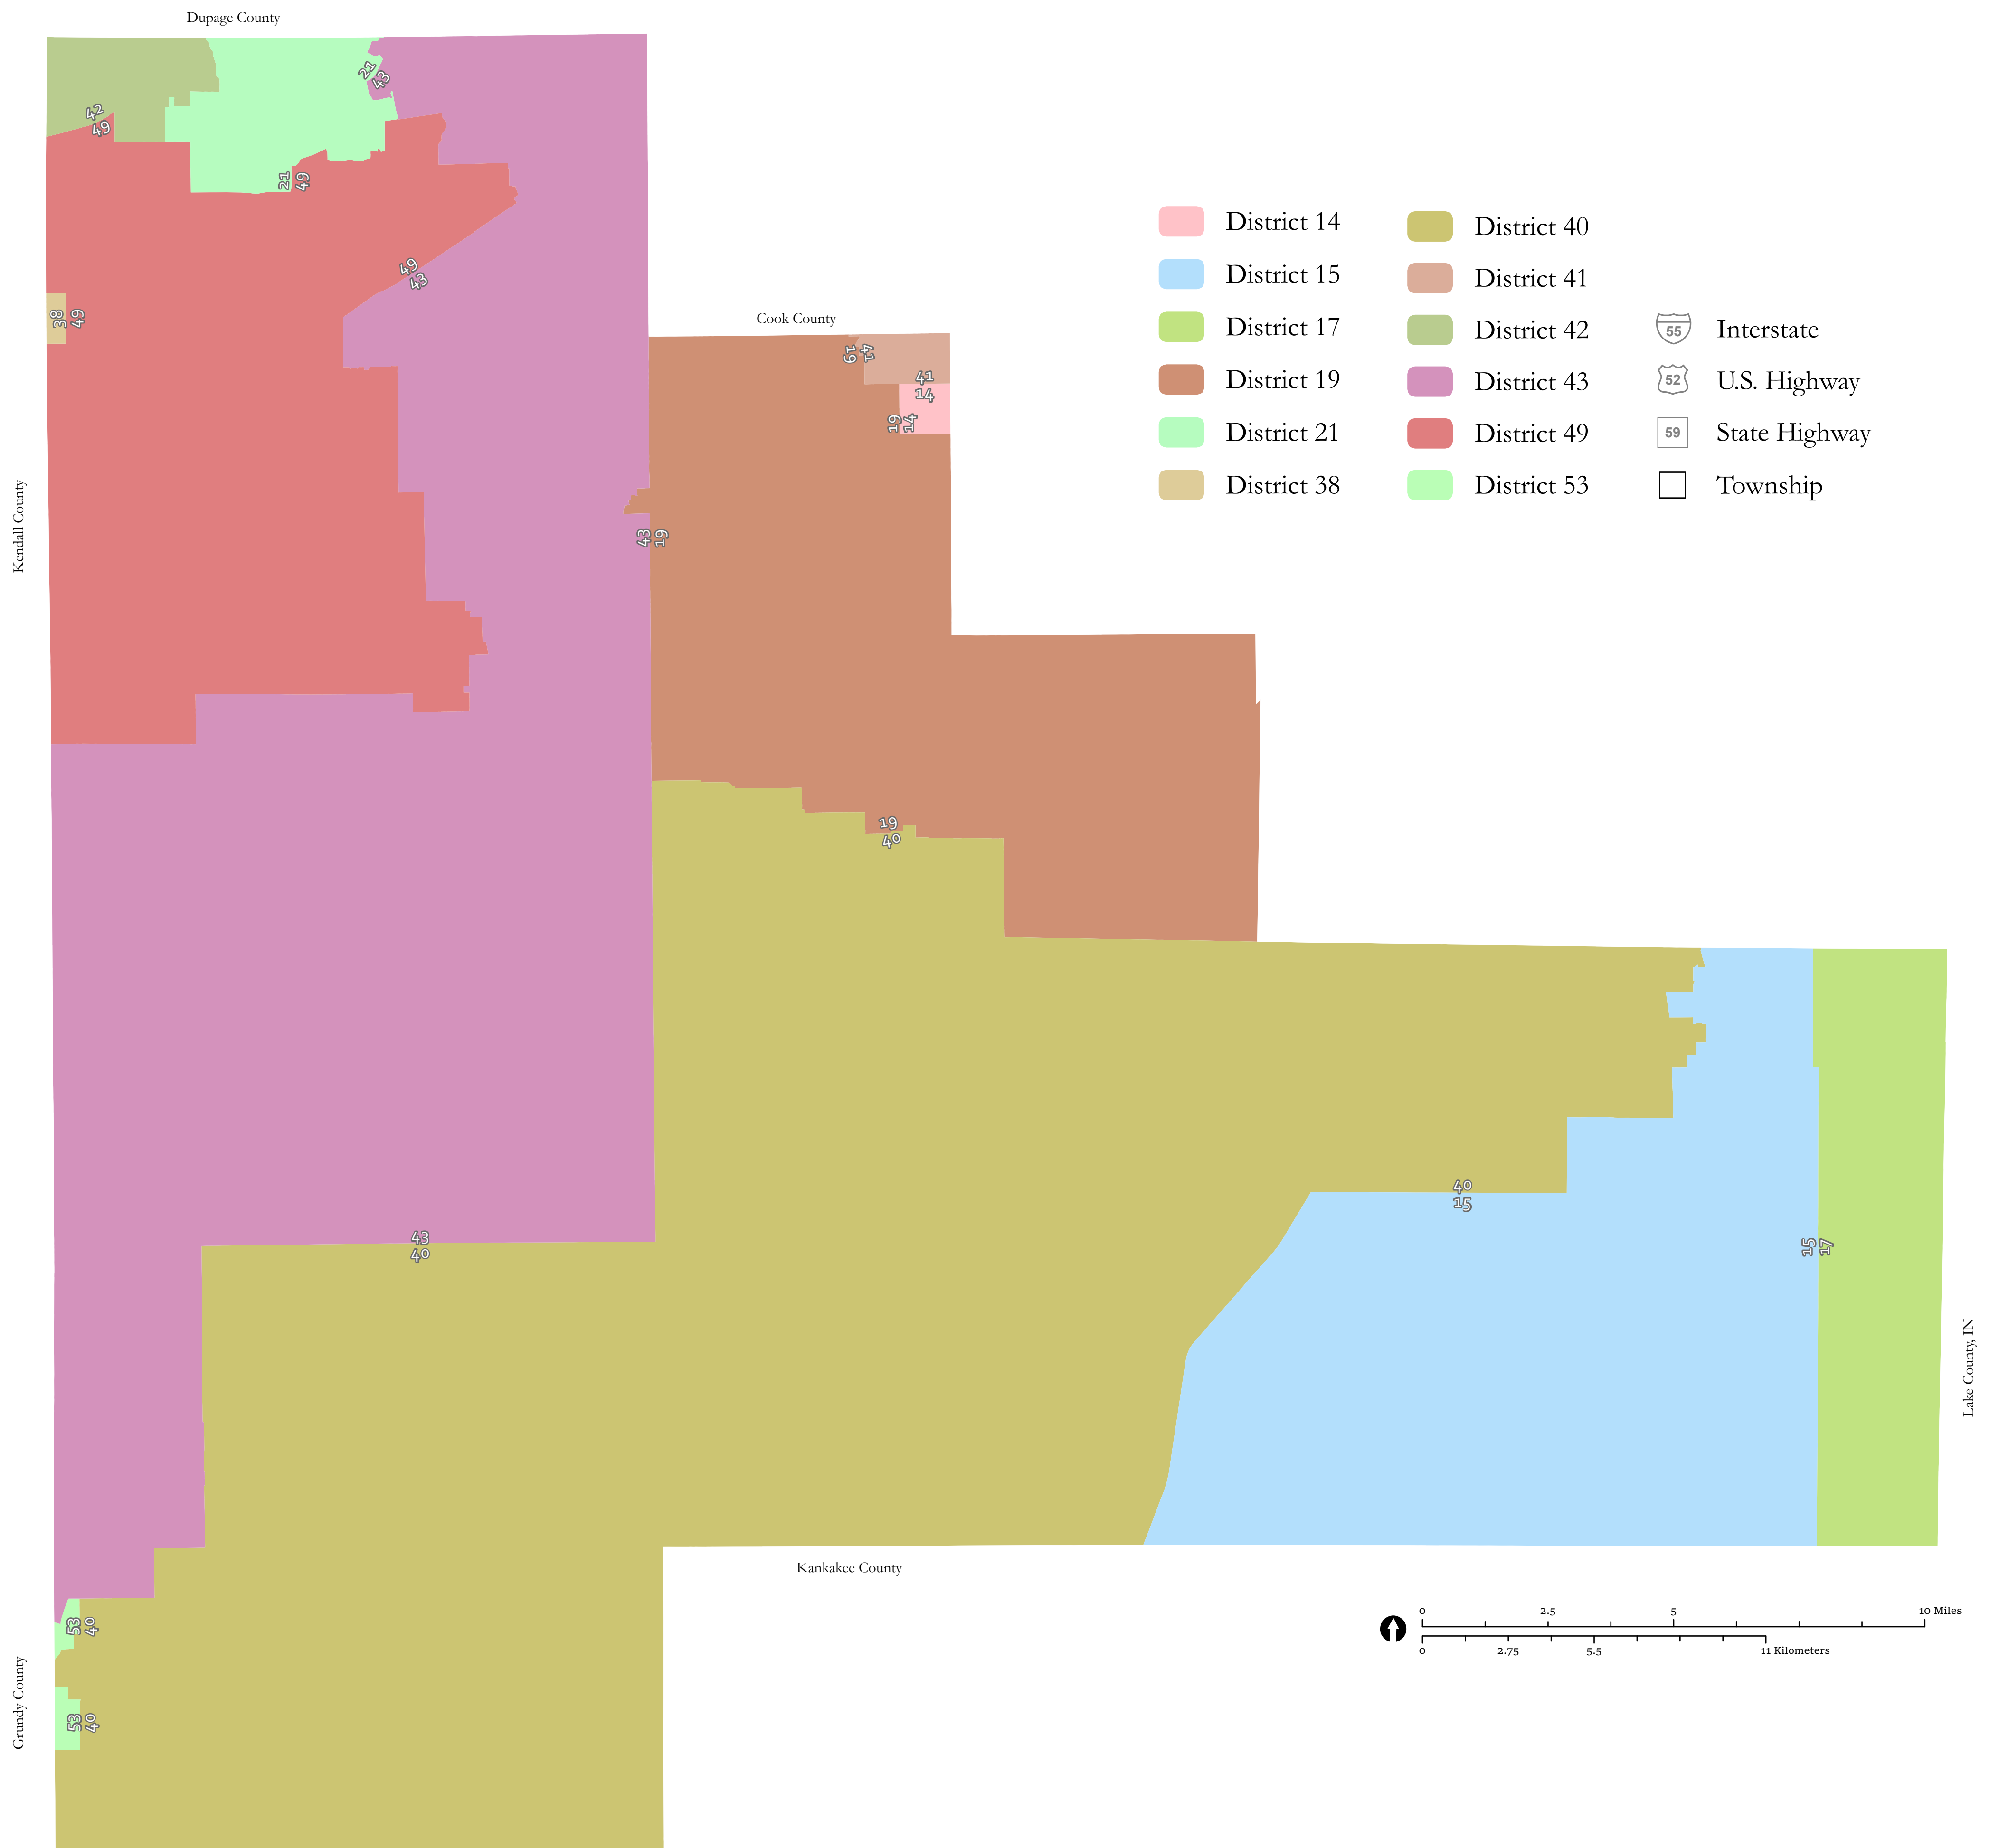 Dupage County
21
43
42
49
21
49
49
43
38
49
Kendall County
Cook County
19
41
41
14
19
14
43
19
19
40
District 14
District 15
District 17
District 19
District 21
District 38
District 40
District 41
District 42
District 43
District 49
District 53
55 Interstate
52 U.S. Highway
59 State Highway
Township
40
15
15
17
43
40
Lake County, IN
Kankakee County
53
40
53
40
Grundy County
0 2.5 5 10 Miles
0 2.75 5.5 11 Kilometers